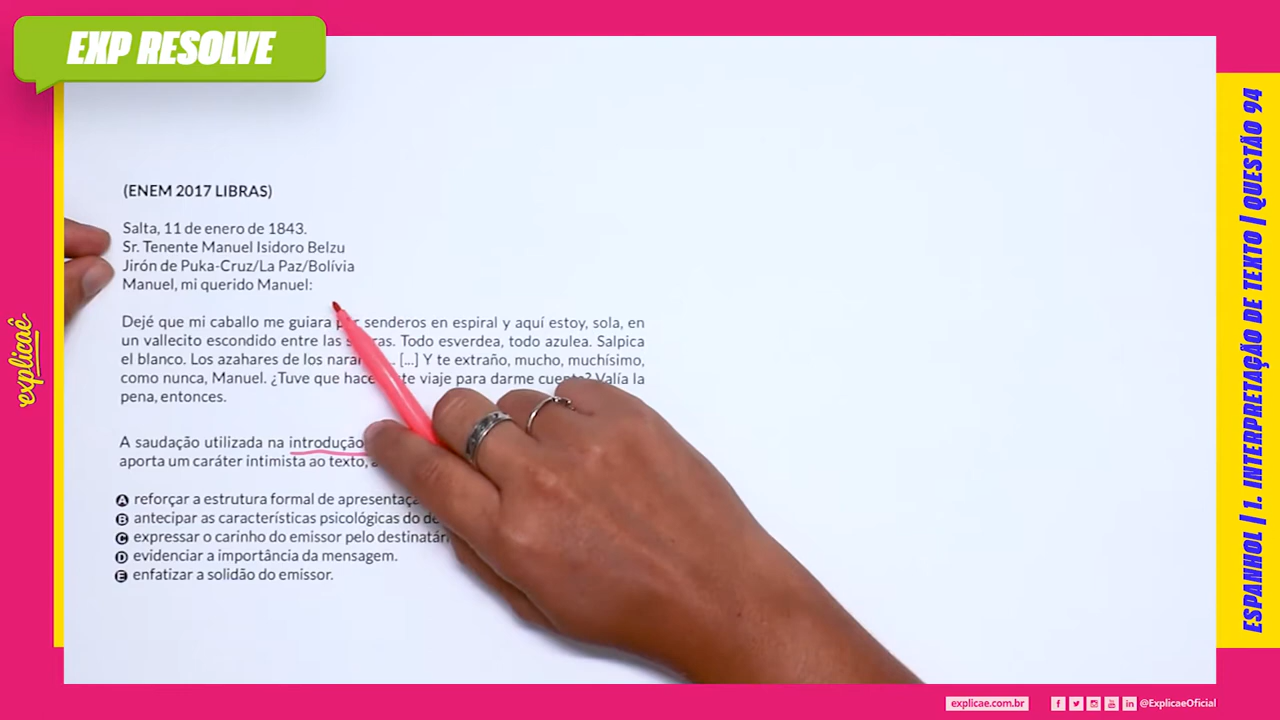 EXP RESOLVE
(ENEM 2017 LIBRAS)
Salta, 11 de enero de 1843.
Sr. Tenente Manuel Isidoro Belzu
Jirón de Puka-Cruz/La Paz/Bolívia
Manuel, mi querido Manuel:
Dejé que mi caballo me guiara por senderos en espiral y aquí estoy, sola, en
un vallecito escondido entre las sierras. Todo esverdea, todo azulea. Salpica
el blanco. Los azahares de los naranjos. [...] Y te extraño, mucho, muchísimo,
como nunca, Manuel. ¿Tuve que hacer este viaje para darme cuenta? Valía la
pena, entonces.
A saudação utilizada na introdução
aporta um caráter intimista ao texto,
A reforçar a estrutura formal de
B antecipar as características psicológicas do
C expressar o carinho do emissor pelo
D evidenciar a importância da mensagem.
E enfatizar a solidão do emissor.
explicaê
ESPANHOL | 1. INTERPRETAÇÃO DE TEXTO | QUESTÃO 94
explicae.com.br
@ExplicaeOficial